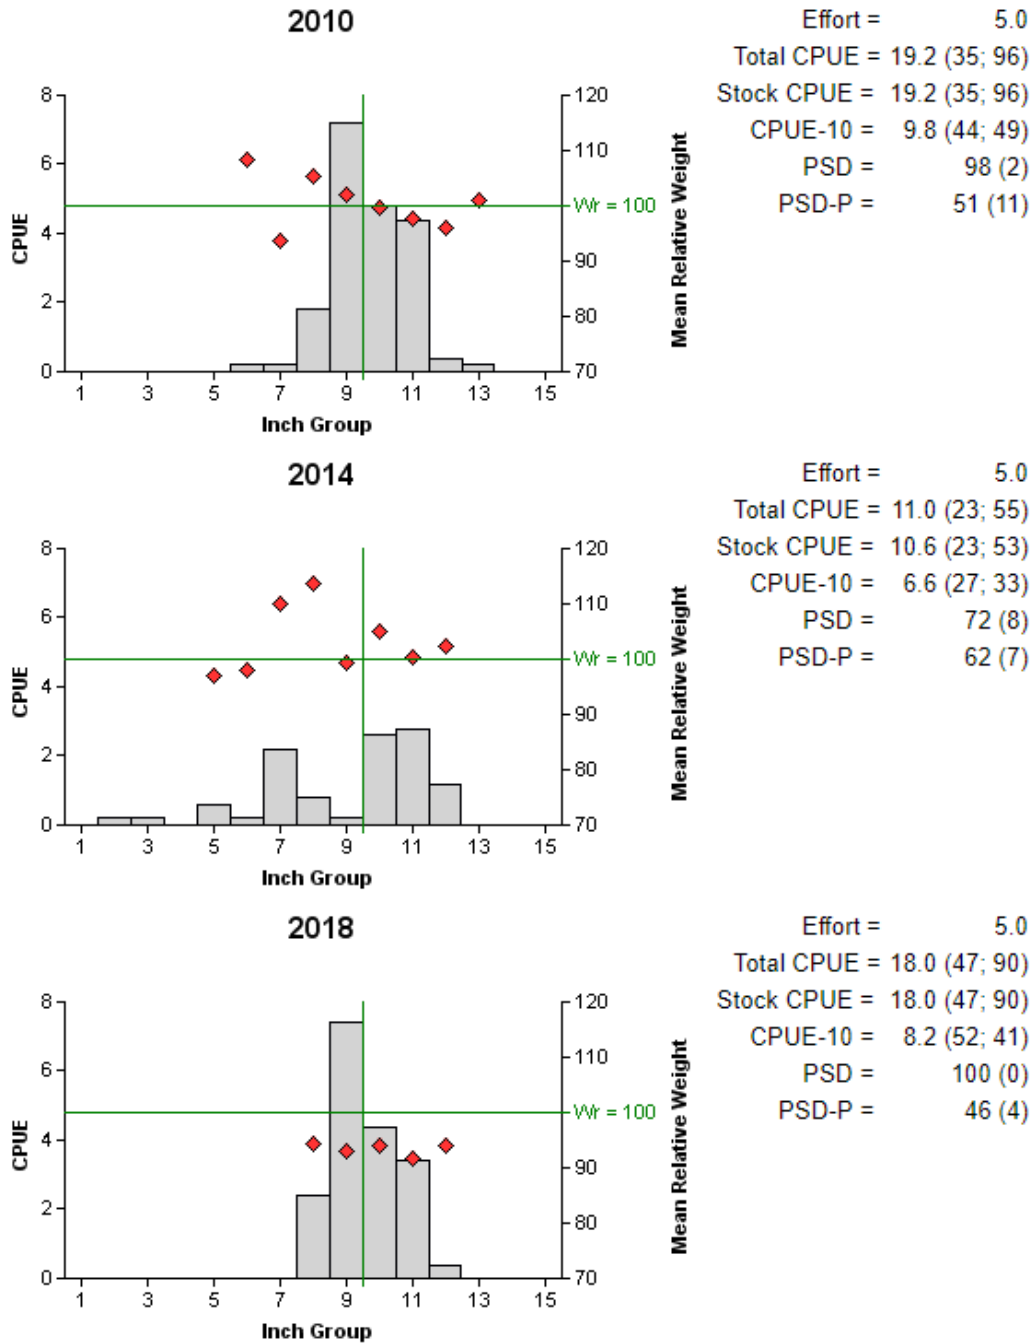 2010
Effort = 5.0
Total CPUE = 19.2 (35; 96)
Stock CPUE = 19.2 (35; 96)
CPUE-10 = 9.8 (44; 49)
PSD = 98 (2)
PSD-P = 51 (11)
8
6
4
2
0
CPUE
120
110
Wr = 100
90
80
70
Mean Relative Weight
1 3 5 7 9 11 13 15
Inch Group
2014
Effort = 5.0
Total CPUE = 11.0 (23; 55)
Stock CPUE = 10.6 (23; 53)
CPUE-10 = 6.6 (27; 33)
PSD = 72 (8)
PSD-P = 62 (7)
8
6
4
2
0
CPUE
120
110
Wr = 100
90
80
70
Mean Relative Weight
1 3 5 7 9 11 13 15
Inch Group
2018
Effort = 5.0
Total CPUE = 18.0 (47; 90)
Stock CPUE = 18.0 (47; 90)
CPUE-10 = 8.2 (52; 41)
PSD = 100 (0)
PSD-P = 46 (4)
8
6
4
2
0
CPUE
120
110
Wr = 100
90
80
70
Mean Relative Weight
1 3 5 7 9 11 13 15
Inch Group